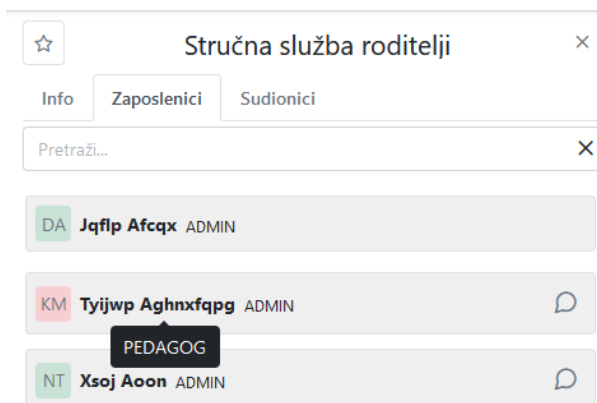 Stručna služba roditelji
Info Zaposlenici Sudionici
Pretraži...
DA Jqflp Afcqx ADMIN
KM Tyijwp Aghnxfqpg ADMIN
PEDAGOG
NT Xsoj Aoon ADMIN